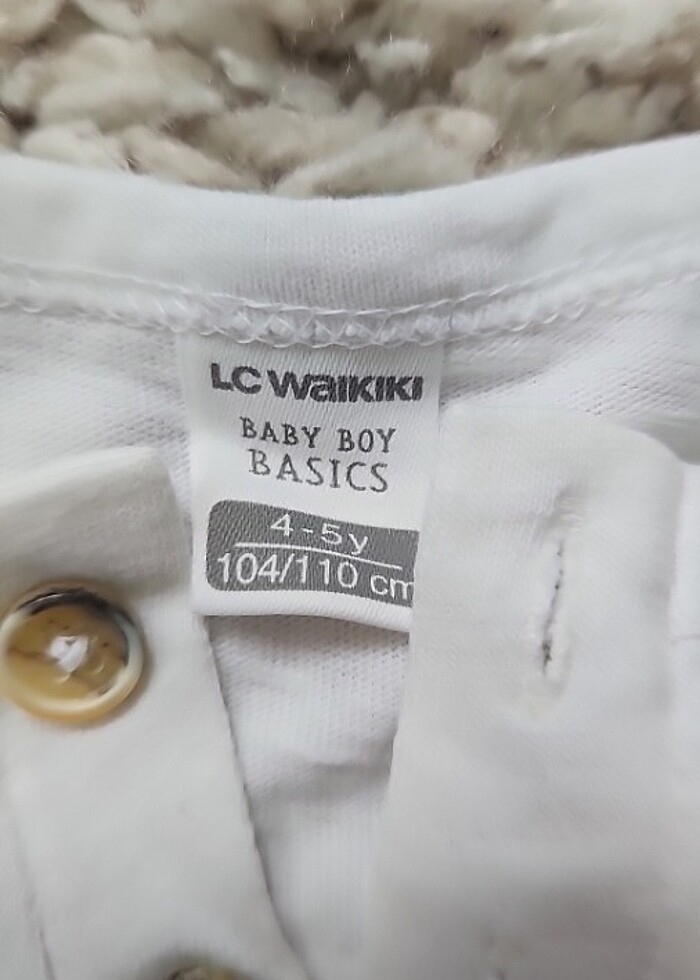 LC WAIKIKI
BABY BOY
BASICS
4-5y
104/110 cm